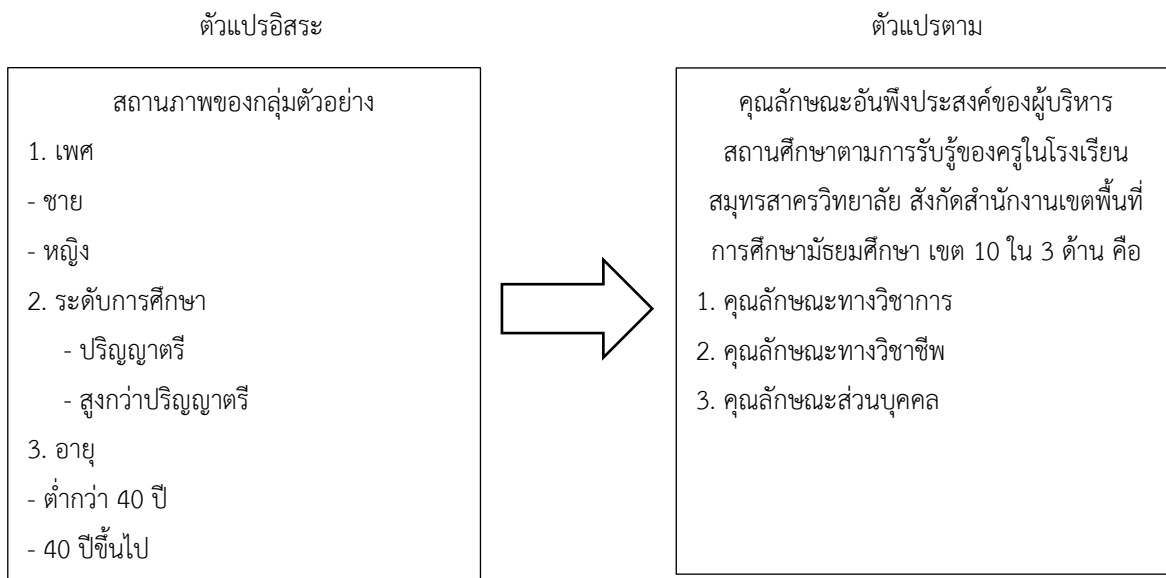 ตัวแปรอิสระ
สถานภาพของกลุ่มตัวอย่าง
1. เพศ
- ชาย
- หญิง
2. ระดับการศึกษา
- ปริญญาตรี
- สูงกว่าปริญญาตรี
3. อายุ
- ต่ำกว่า 40 ปี
- 40 ปีขึ้นไป
ตัวแปรตาม
คุณลักษณะอันพึงประสงค์ของผู้บริหาร
สถานศึกษาตามการรับรู้ของครูในโรงเรียน
สมุทรสาครวิทยาลัย สังกัดสำนักงานเขตพื้นที่
การศึกษามัธยมศึกษา เขต 10 ใน 3 ด้าน คือ
1. คุณลักษณะทางวิชาการ
2. คุณลักษณะทางวิชาชีพ
3. คุณลักษณะส่วนบุคคล